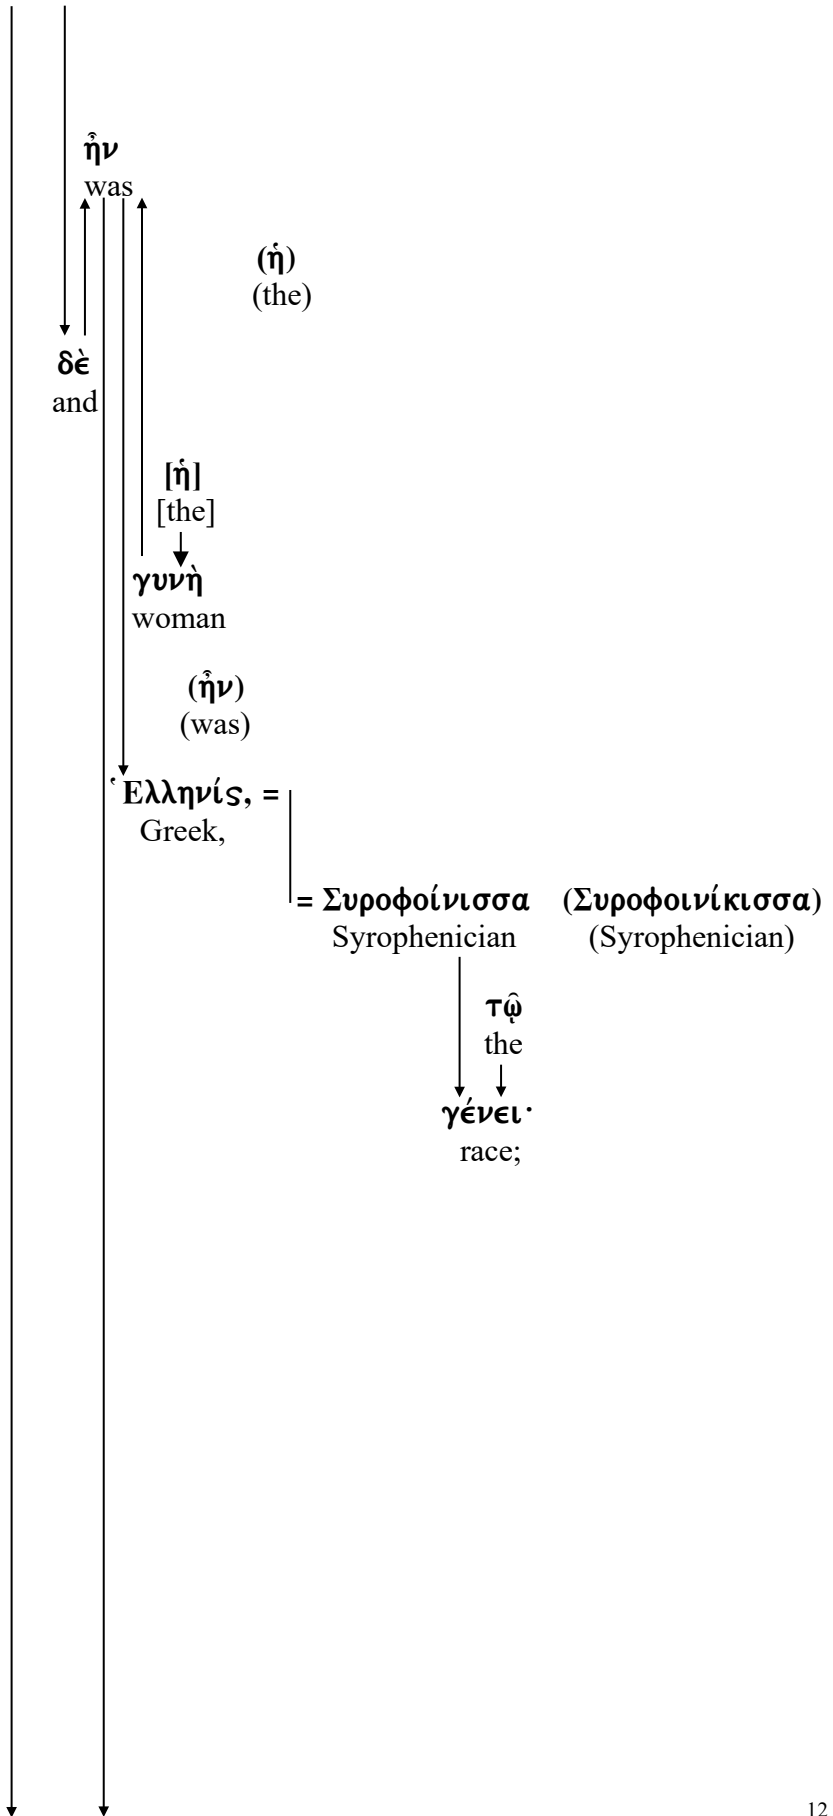 ἦν
was
(ἡ)
(the)
δὲ
and
[ἡ]
[the]
γυνὴ
woman
(ἦν)
(was)
Ἑλληνίς, =
Greek,
= Συροφοίνισσα (Συροφοινίκισσα)
Syrophenician (Syrophenician)
τῷ
the
γένει·
race;
12